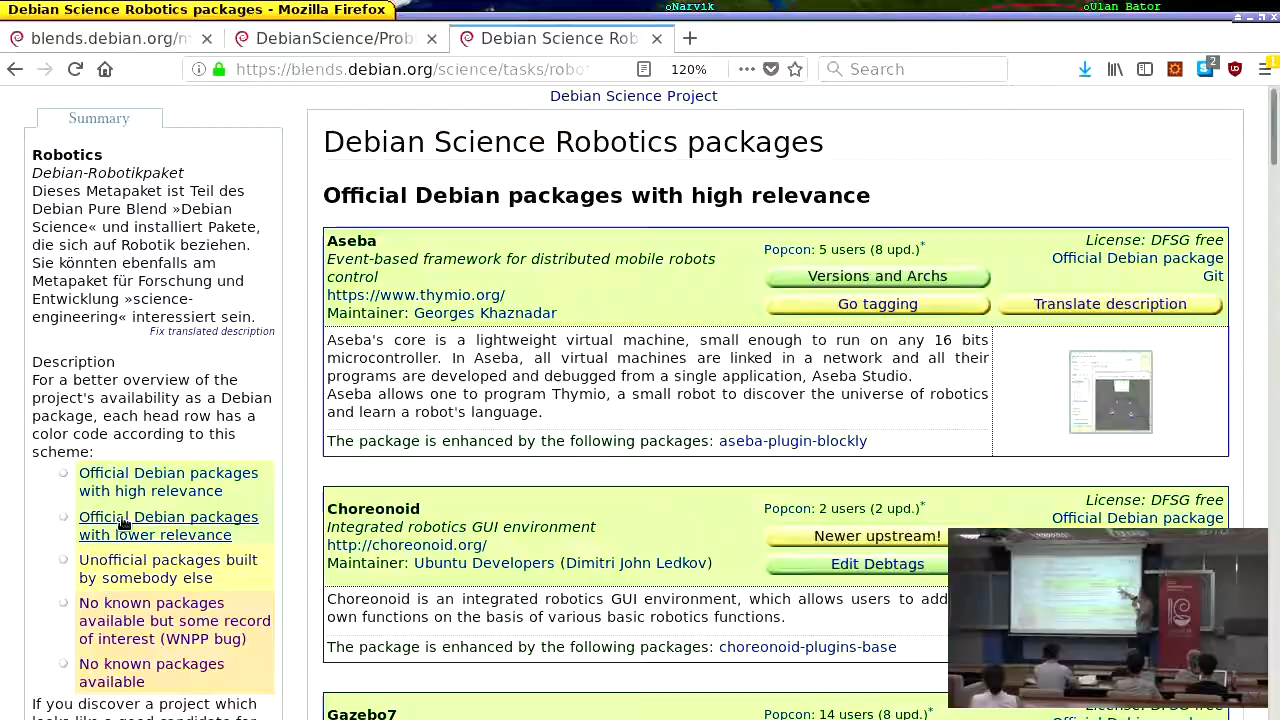 Debian Science Robotics packages - Mozilla Firefox
Narvik
Ulan Bator
blends.debian.org/m
DebianScience/Prob
Debian Science Rob
https://blends.debian.org/science/tasks/robo
120%
Search
2
1
Debian Science Project
Summary
Robotics
Debian-Robotikpaket
Dieses Metapaket ist Teil des
Debian Pure Blend »Debian
Science« und installiert Pakete,
die sich auf Robotik beziehen.
Sie könnten ebenfalls am
Metapaket für Forschung und
Entwicklung »science-
engineering« interessiert sein.
Fix translated description
Description
For a better overview of the
project's availability as a Debian
package, each head row has a
color code according to this
scheme:
Official Debian packages
with high relevance
Official Debian packages
with lower relevance
Unofficial packages built
by somebody else
No known packages
available but some record
of interest (WNPP bug)
No known packages
available
If you discover a project which
looks like a good candidate for
Debian Science Robotics packages
Official Debian packages with high relevance
Aseba
Event-based framework for distributed mobile robots
control
https://www.thymio.org/
Maintainer: Georges Khaznadar
Popcon: 5 users (8 upd.)*
Versions and Archs
Go tagging
License: DFSG free
Official Debian package
Git
Translate description
Aseba's core is a lightweight virtual machine, small enough to run on any 16 bits
microcontroller. In Aseba, all virtual machines are linked in a network and all their
programs are developed and debugged from a single application, Aseba Studio.
Aseba allows one to program Thymio, a small robot to discover the universe of robotics
and learn a robot's language.
The package is enhanced by the following packages: aseba-plugin-blockly
Choreonoid
Integrated robotics GUI environment
http://choreonoid.org/
Maintainer: Ubuntu Developers (Dimitri John Ledkov)
Popcon: 2 users (2 upd.)*
Newer upstream!
Edit Debtags
License: DFSG free
Official Debian package
Choreonoid is an integrated robotics GUI environment, which allows users to add
own functions on the basis of various basic robotics functions.
The package is enhanced by the following packages: choreonoid-plugins-base
Gazebo7
Popcon: 14 users (8 upd.)*
License: DFSG free